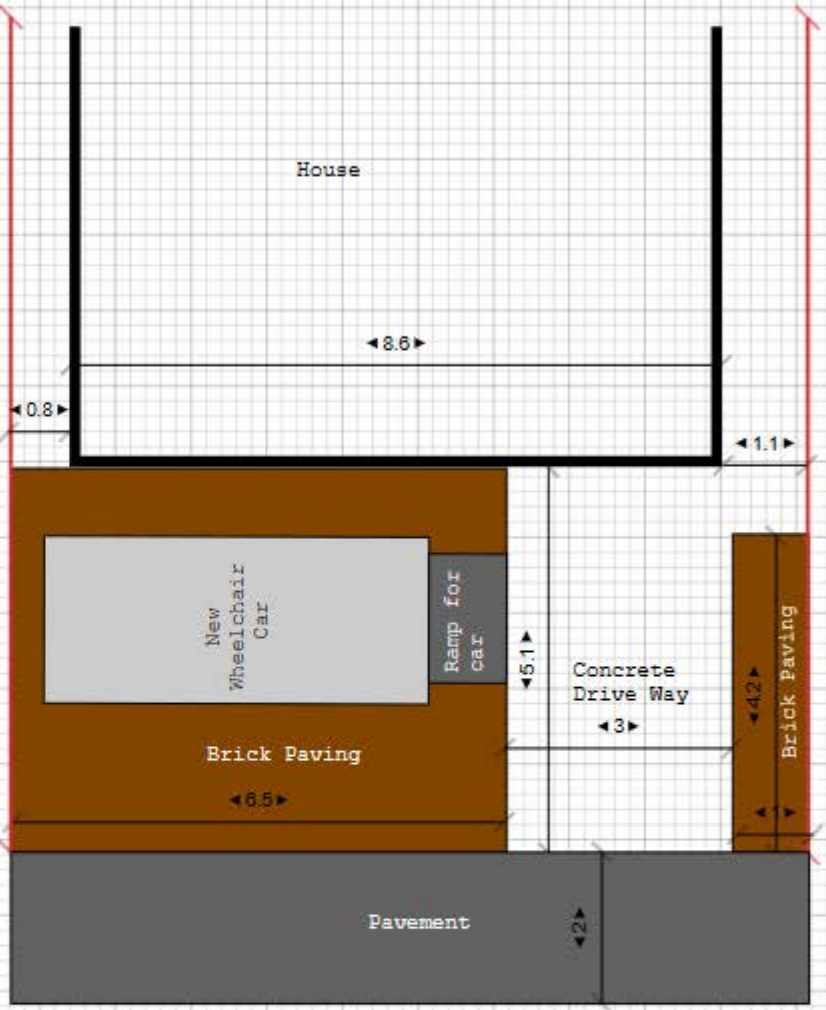 House
8.6
0.8
1.1
New
Wheelchair
Car
Ramp for
car
5.1
Concrete
Drive Way
3
4.2
Brick Paving
Brick Paving
6.5
1
Pavement
2